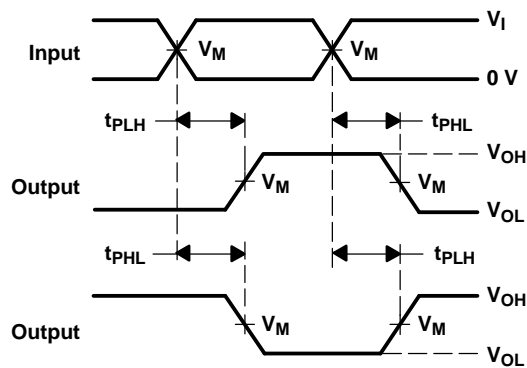 V_I
Input V_M V_M
0 V
t_PLH t_PHL
V_OH
Output V_M V_M
V_OL
t_PHL t_PLH
V_OH
Output V_M V_M
V_OL